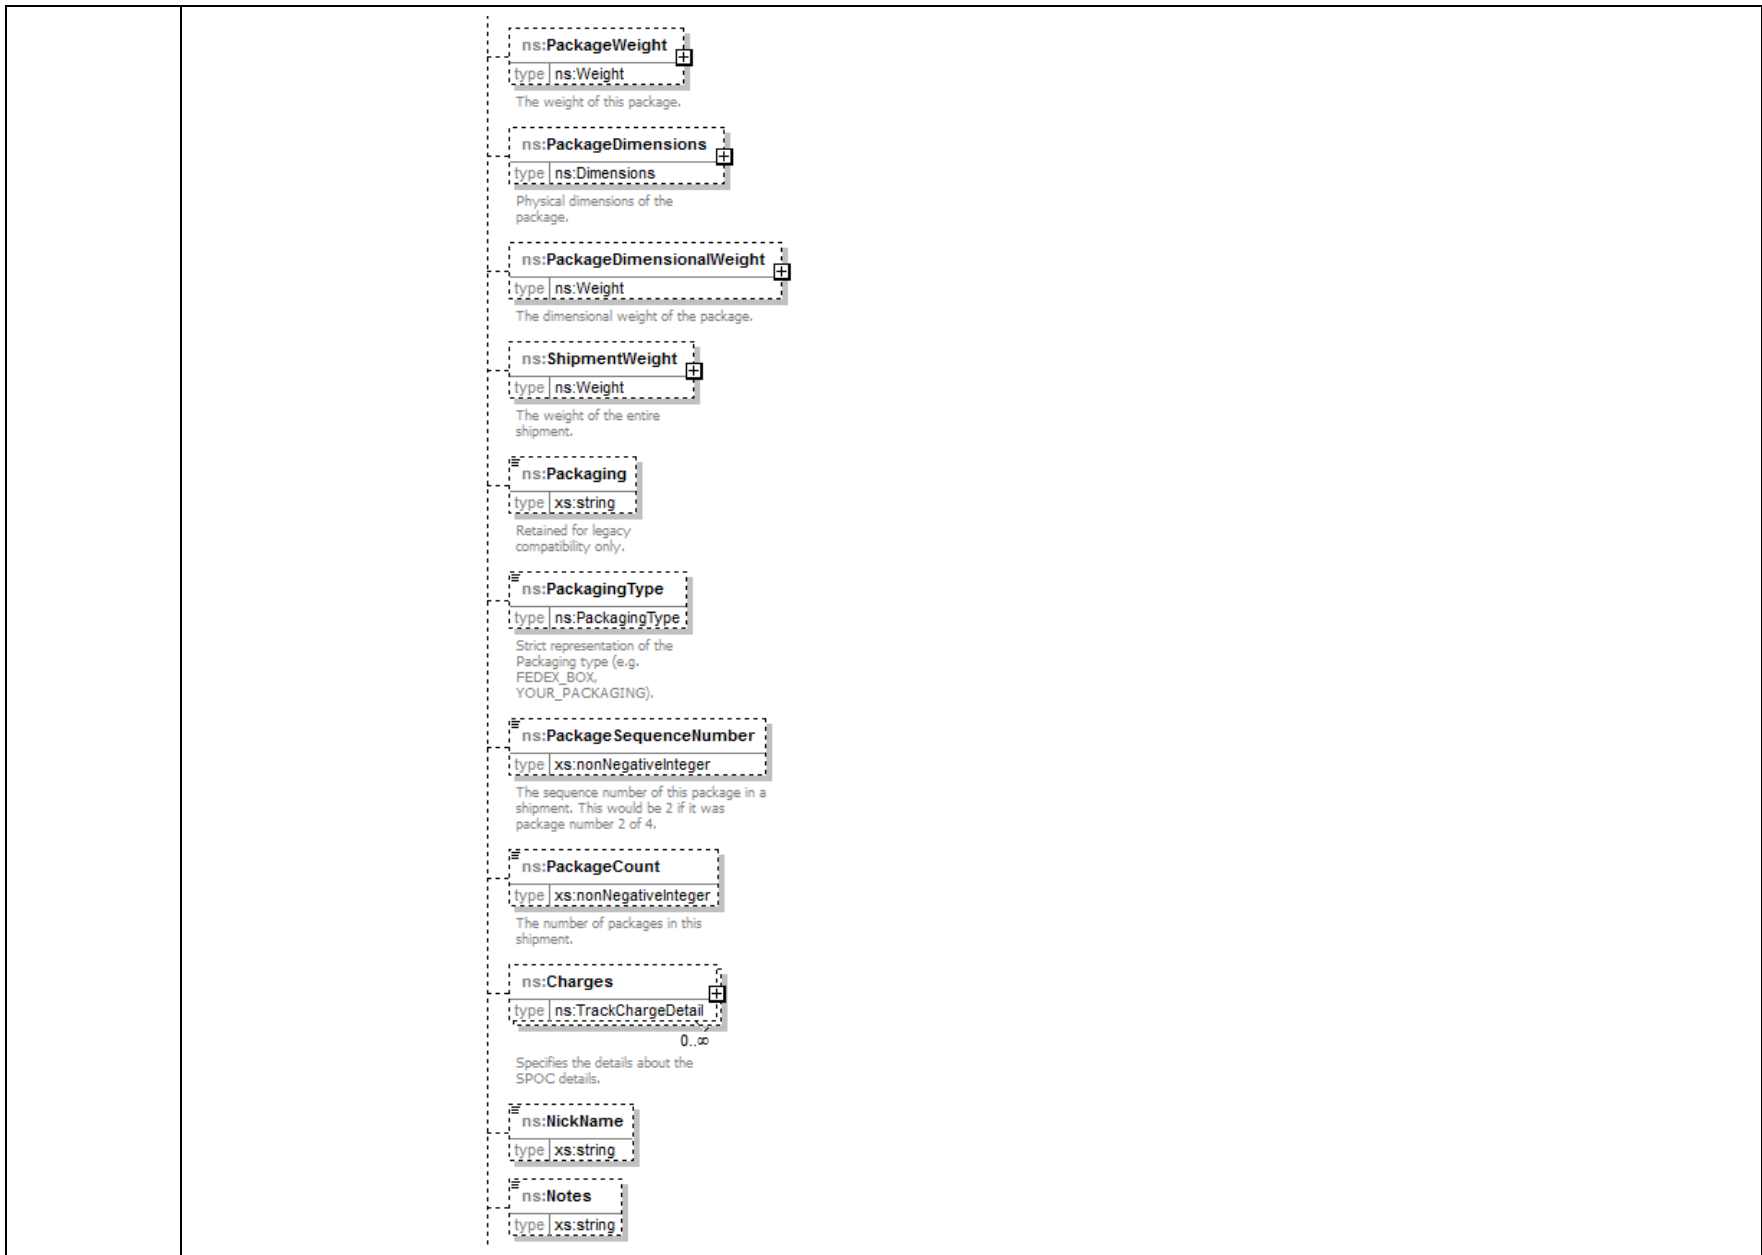 ns:PackageWeight
type ns:Weight
The weight of this package.
ns:PackageDimensions
type ns:Dimensions
Physical dimensions of the
package.
ns:PackageDimensionalWeight
type ns:Weight
The dimensional weight of the package.
ns:ShipmentWeight
type ns:Weight
The weight of the entire
shipment.
ns:Packaging
type xs:string
Retained for legacy
compatibility only.
ns:PackagingType
type ns:PackagingType
Strict representation of the
Packaging type (e.g.
FEDEX_BOX,
YOUR_PACKAGING).
ns:PackageSequenceNumber
type xs:nonNegativeInteger
The sequence number of this package in a
shipment. This would be 2 if it was
package number 2 of 4.
ns:PackageCount
type xs:nonNegativeInteger
The number of packages in this
shipment.
ns:Charges
type ns:TrackChargeDetail
0..∞
Specifies the details about the
SPOC details.
ns:NickName
type xs:string
ns:Notes
type xs:string